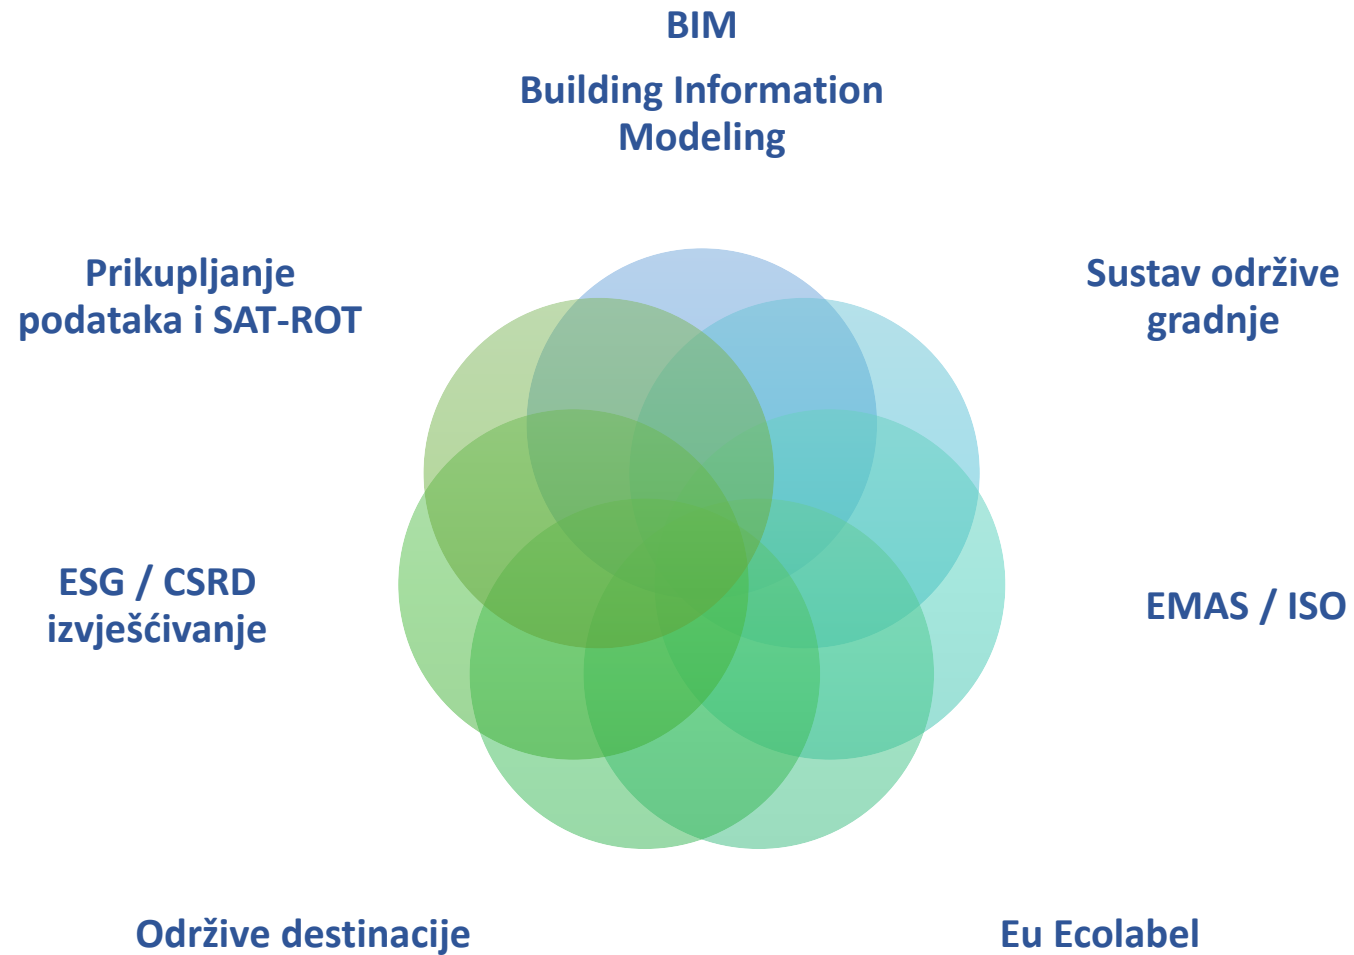 BIM
Building Information
Modeling
Prikupljanje
podataka i SAT-ROT
Sustav održive
gradnje
ESG / CSRD
izvješćivanje
EMAS / ISO
Održive destinacije
Eu Ecolabel